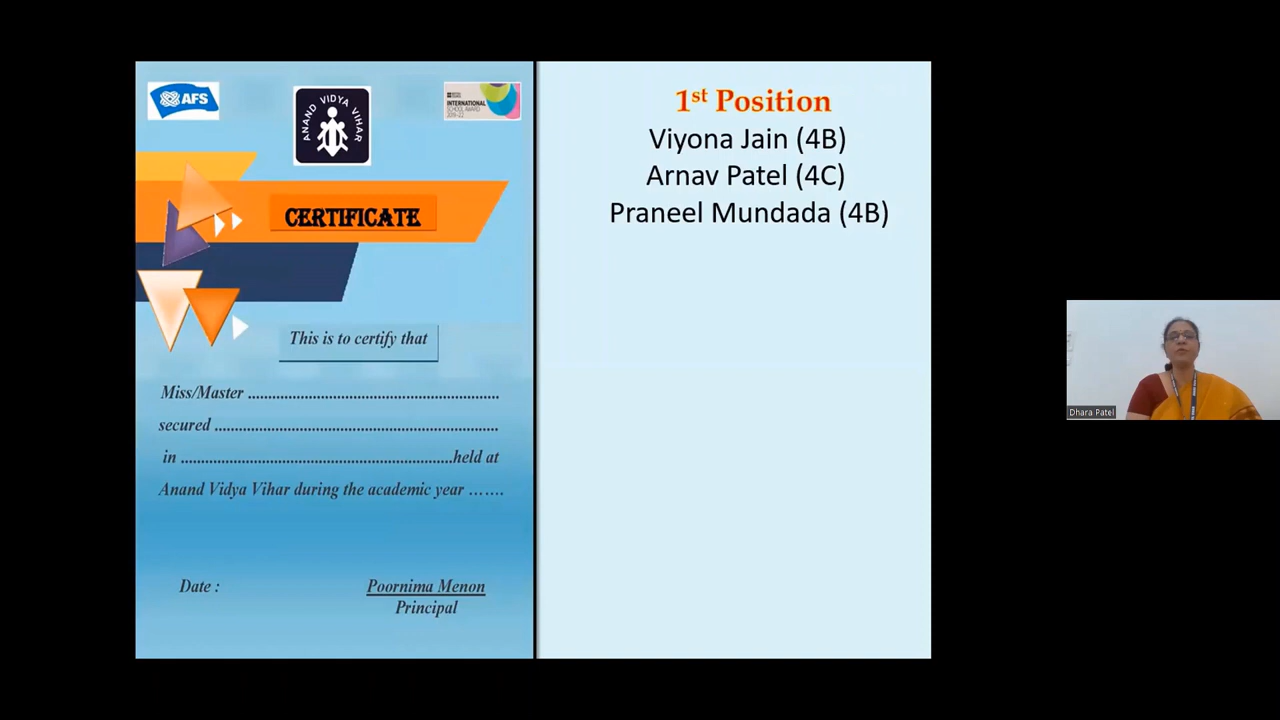 AFS
ANAND VIDYA VIHAR
INTERNATIONAL
SCHOOL AWARD
CERTIFICATE
This is to certify that
Miss/Master ..............................................................
secured ......................................................................
in ...................................................................held at
Anand Vidya Vihar during the academic year .......
Date :
Poornima Menon
Principal
1st Position
Viyona Jain (4B)
Arnav Patel (4C)
Praneel Mundada (4B)
Dhara Patel